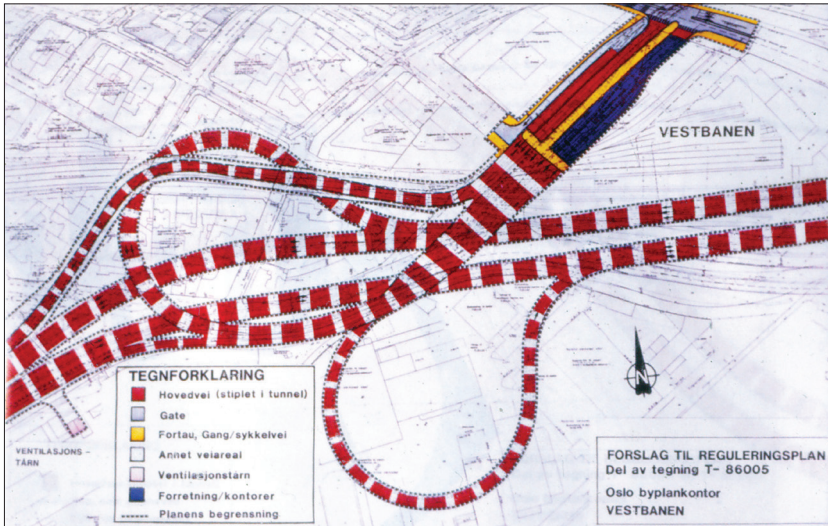 VESTBANEN
TEGNFORKLARING
Hovedvei (stiplet i tunnel)
Gate
Fortau, Gang/sykkelvei
Annet veiareal
Ventilasjonstårn
Forretning/kontorer
Planens begrensning
VENTILASJONS-
TÅRN
N
FORSLAG TIL REGULERINGSPLAN
Del av tegning T- 86005
Oslo byplankontor
VESTBANEN